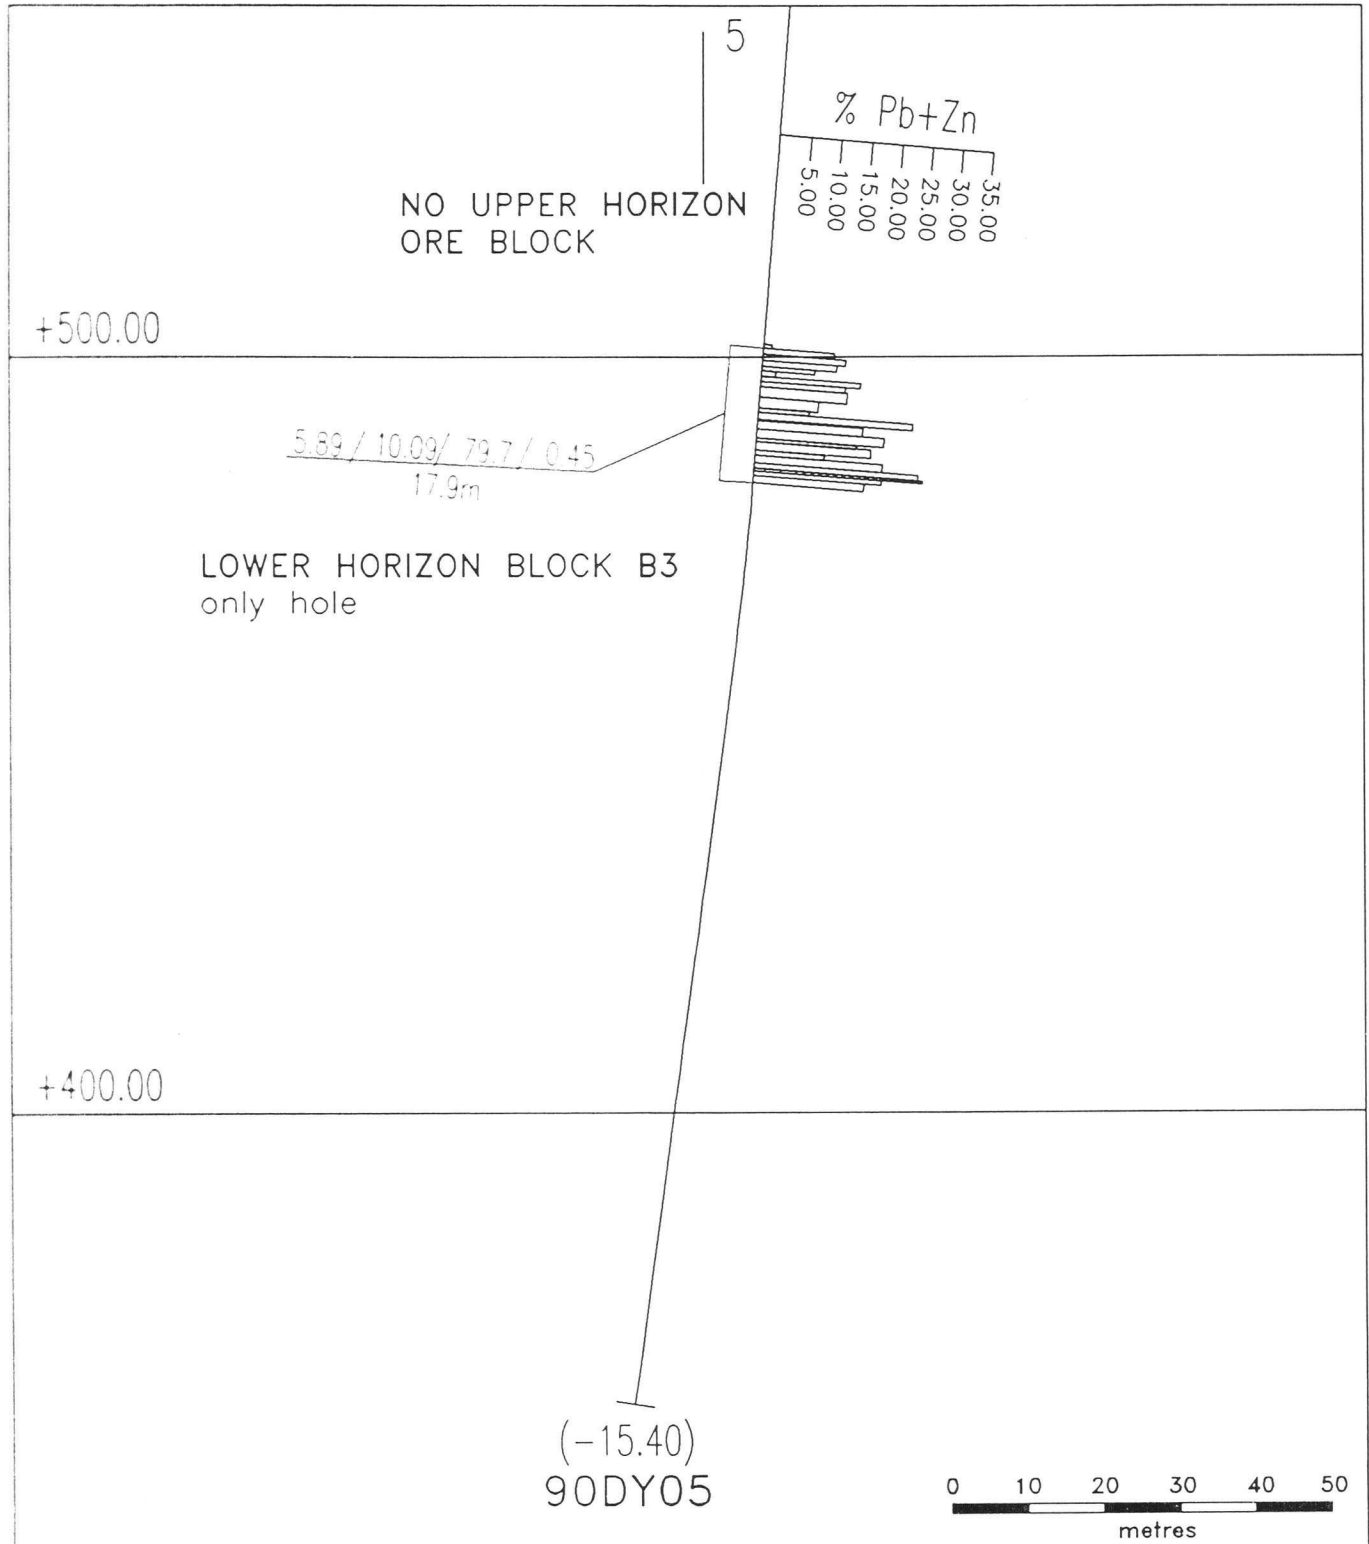 5
% Pb+Zn
35.00
30.00
25.00
20.00
15.00
10.00
5.00
NO UPPER HORIZON
ORE BLOCK
+500.00
5.89 / 10.09/ 79.7 / 0.45
17.9m
LOWER HORIZON BLOCK B3
only hole
+400.00
(-15.40)
90DY05
0 10 20 30 40 50
metres